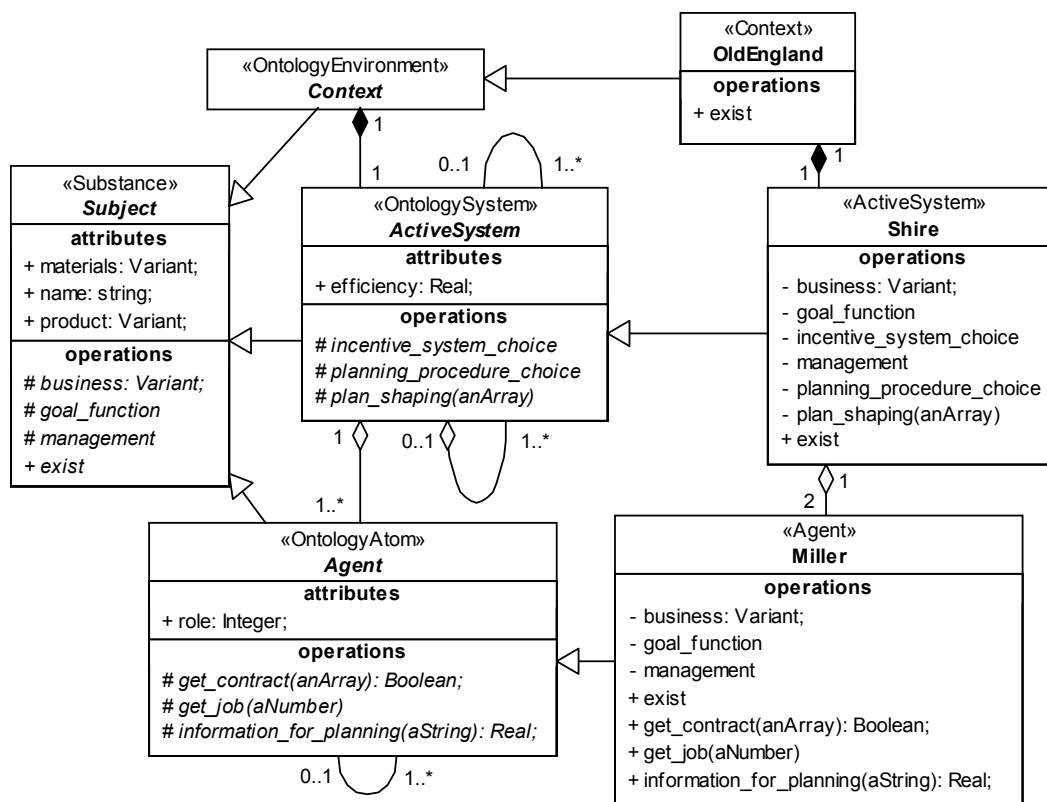 «OntologyEnvironment»
Context
1
1
«Context»
OldEngland
operations
+ exist
1
1
«Substance»
Subject
attributes
+ materials: Variant;
+ name: string;
+ product: Variant;
operations
# business: Variant;
# goal_function
# management
+ exist
0..1
1..*
«OntologySystem»
ActiveSystem
attributes
+ efficiency: Real;
operations
# incentive_system_choice
# planning_procedure_choice
# plan_shaping(anArray)
1
0..1
1..*
1..*
«ActiveSystem»
Shire
operations
- business: Variant;
- goal_function
- incentive_system_choice
- management
- planning_procedure_choice
- plan_shaping(anArray)
+ exist
1
2
«OntologyAtom»
Agent
attributes
+ role: Integer;
operations
# get_contract(anArray): Boolean;
# get_job(aNumber)
# information_for_planning(aString): Real;
0..1
1..*
«Agent»
Miller
operations
- business: Variant;
- goal_function
- management
+ exist
+ get_contract(anArray): Boolean;
+ get_job(aNumber)
+ information_for_planning(aString): Real;